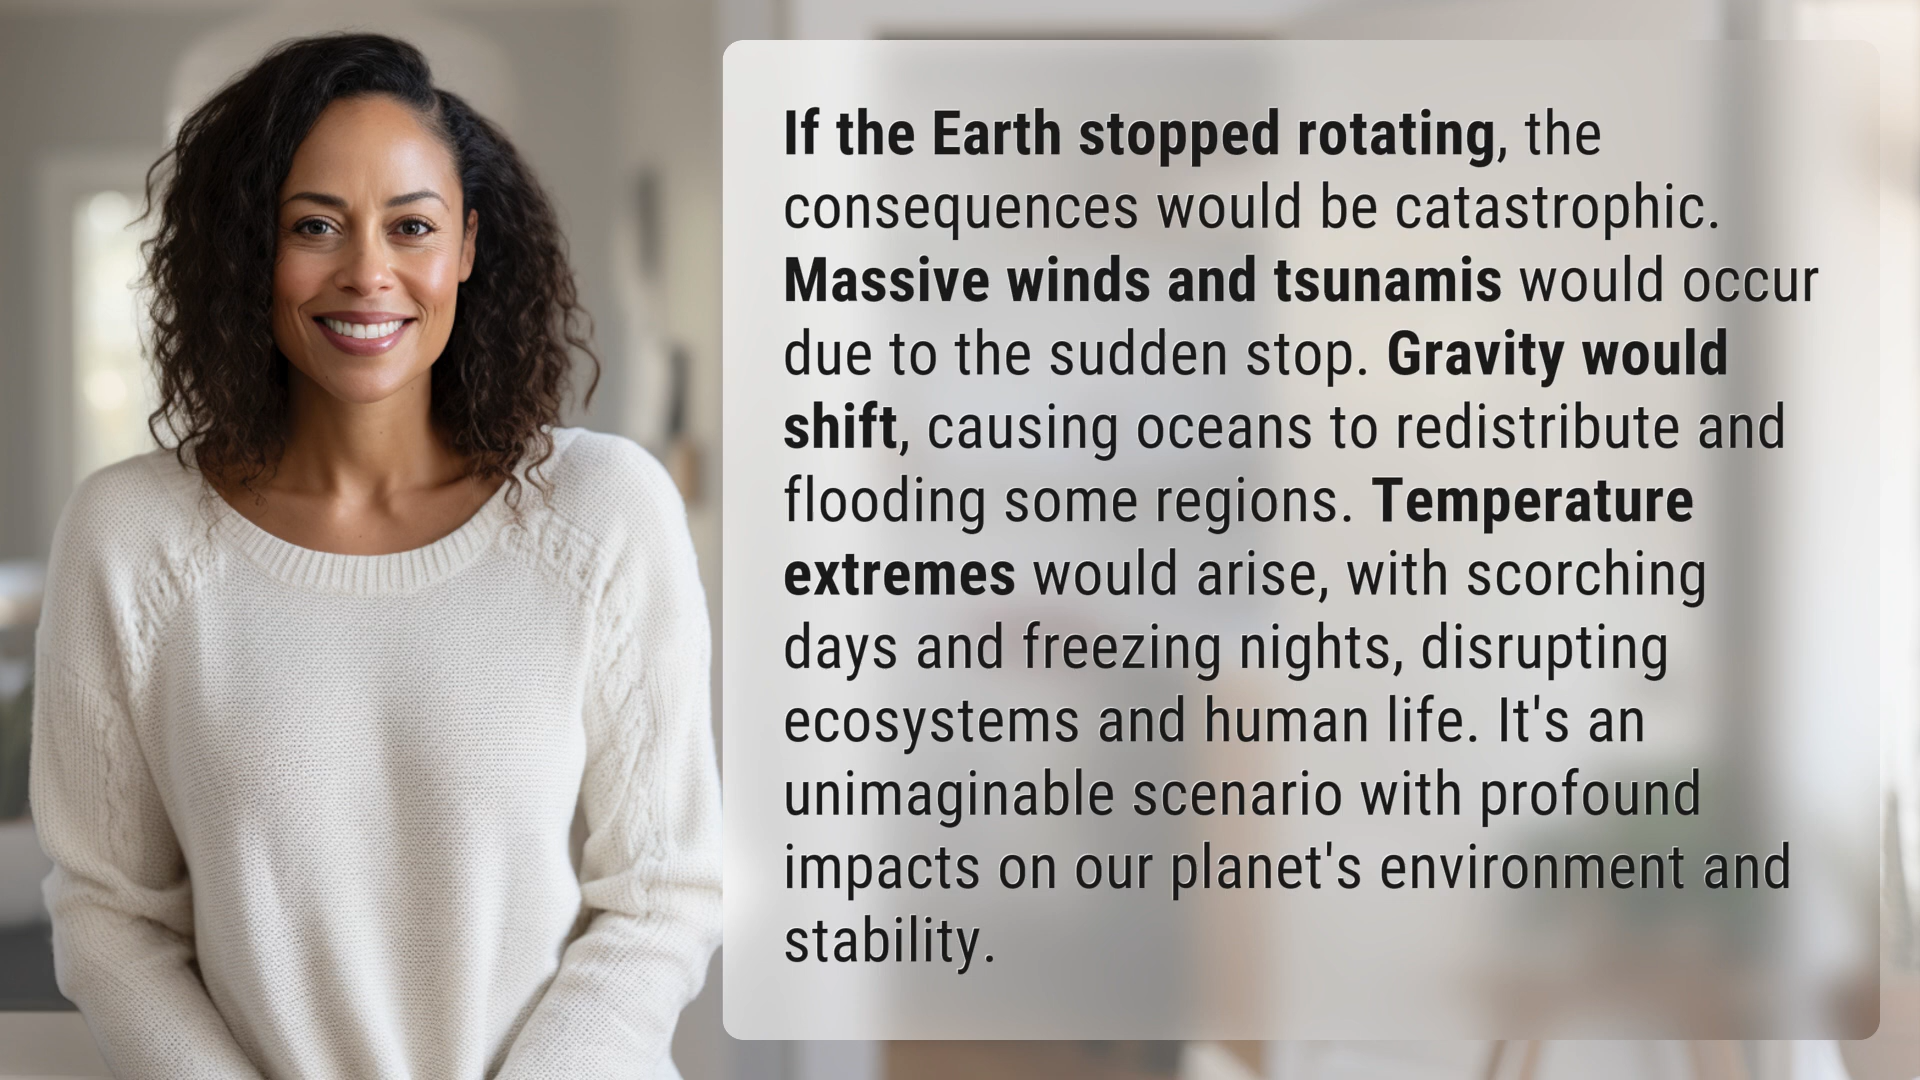 If the Earth stopped rotating, the
consequences would be catastrophic.
Massive winds and tsunamis would occur
due to the sudden stop. Gravity would
shift, causing oceans to redistribute and
flooding some regions. Temperature
extremes would arise, with scorching
days and freezing nights, disrupting
ecosystems and human life. It's an
unimaginable scenario with profound
impacts on our planet's environment and
stability.